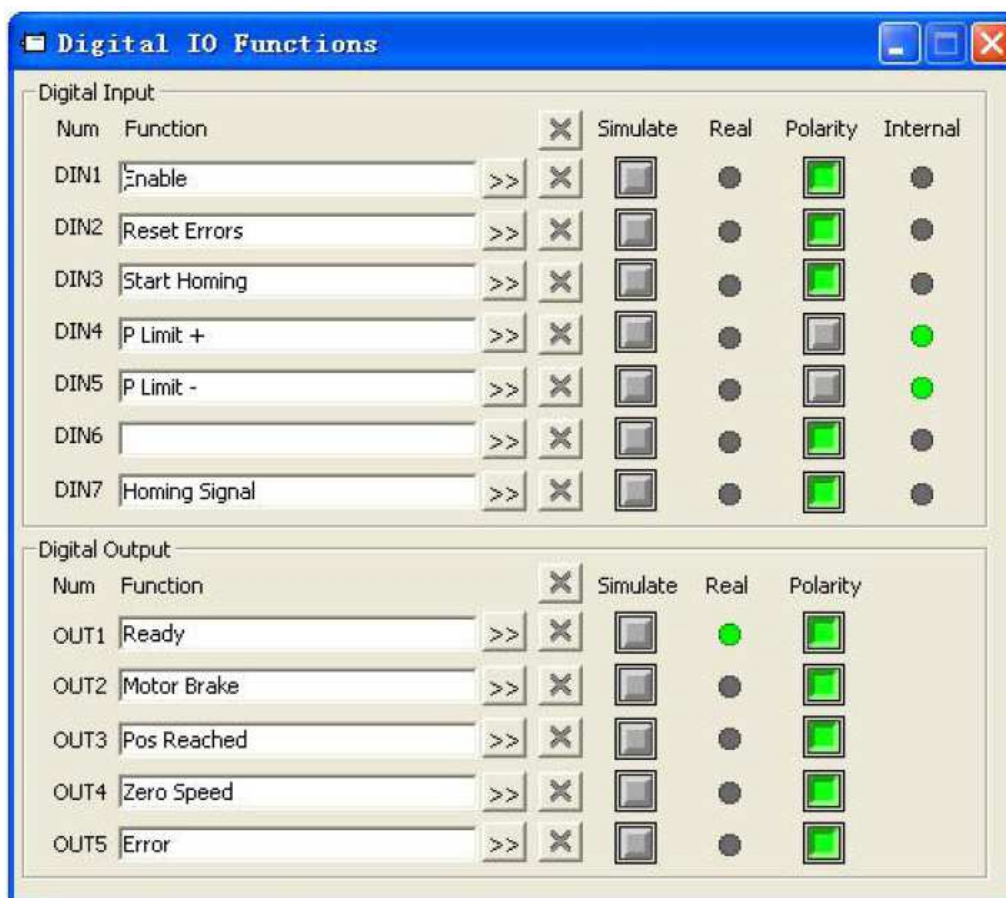 Digital IO Functions
Digital Input
Num Function Simulate Real Polarity Internal
DIN1 Enable >>
DIN2 Reset Errors >>
DIN3 Start Homing >>
DIN4 P Limit + >>
DIN5 P Limit - >>
DIN6 >>
DIN7 Homing Signal >>
Digital Output
Num Function Simulate Real Polarity
OUT1 Ready >>
OUT2 Motor Brake >>
OUT3 Pos Reached >>
OUT4 Zero Speed >>
OUT5 Error >>